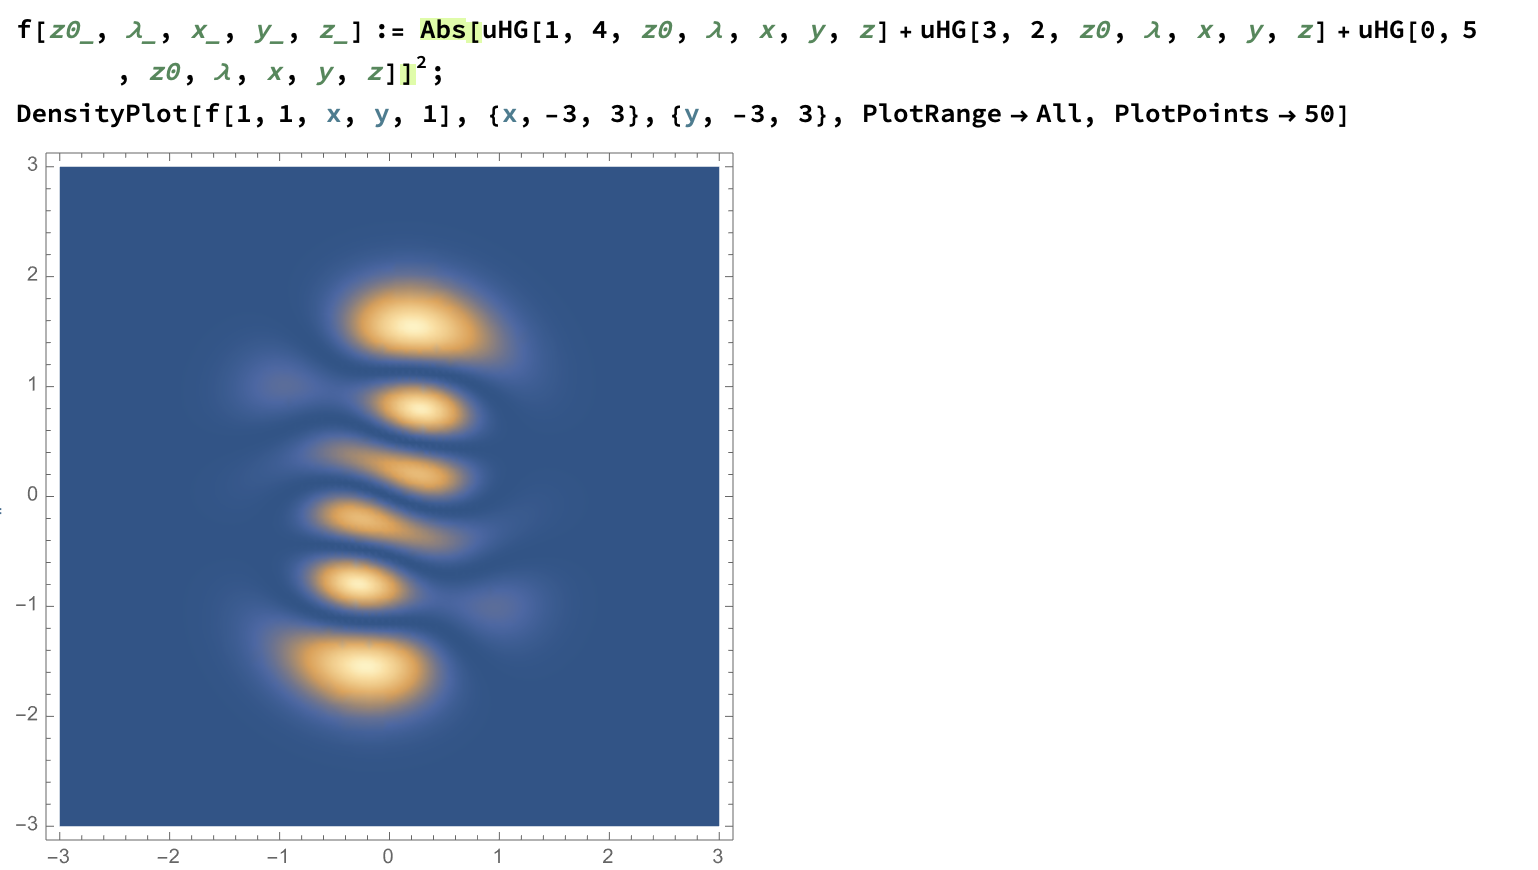 f[z0_, λ_, x_, y_, z_] := Abs[uHG[1, 4, z0, λ, x, y, z] + uHG[3, 2, z0, λ, x, y, z] + uHG[0, 5
, z0, λ, x, y, z]]²;
DensityPlot[f[1, 1, x, y, 1], {x, -3, 3}, {y, -3, 3}, PlotRange → All, PlotPoints → 50]
3
2
1
0
−1
−2
−3
−3 −2 −1 0 1 2 3